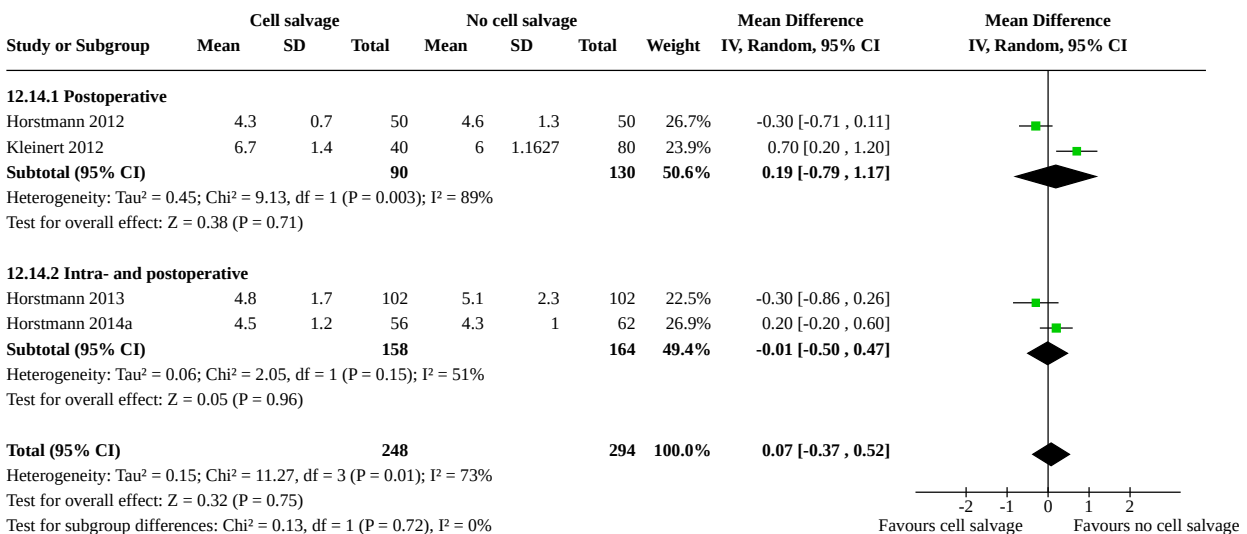 Cell salvage No cell salvage Mean Difference Mean Difference
Study or Subgroup Mean SD Total Mean SD Total Weight IV, Random, 95% CI IV, Random, 95% CI
12.14.1 Postoperative
Horstmann 2012 4.3 0.7 50 4.6 1.3 50 26.7% -0.30 [-0.71 , 0.11]
Kleinert 2012 6.7 1.4 40 6 1.1627 80 23.9% 0.70 [0.20 , 1.20]
Subtotal (95% CI) 90 130 50.6% 0.19 [-0.79 , 1.17]
Heterogeneity: Tau² = 0.45; Chi² = 9.13, df = 1 (P = 0.003); I² = 89%
Test for overall effect: Z = 0.38 (P = 0.71)
12.14.2 Intra- and postoperative
Horstmann 2013 4.8 1.7 102 5.1 2.3 102 22.5% -0.30 [-0.86 , 0.26]
Horstmann 2014a 4.5 1.2 56 4.3 1 62 26.9% 0.20 [-0.20 , 0.60]
Subtotal (95% CI) 158 164 49.4% -0.01 [-0.50 , 0.47]
Heterogeneity: Tau² = 0.06; Chi² = 2.05, df = 1 (P = 0.15); I² = 51%
Test for overall effect: Z = 0.05 (P = 0.96)
Total (95% CI) 248 294 100.0% 0.07 [-0.37 , 0.52]
Heterogeneity: Tau² = 0.15; Chi² = 11.27, df = 3 (P = 0.01); I² = 73%
Test for overall effect: Z = 0.32 (P = 0.75)
-2 -1 0 1 2
Test for subgroup differences: Chi² = 0.13, df = 1 (P = 0.72), I² = 0% Favours cell salvage Favours no cell salvage